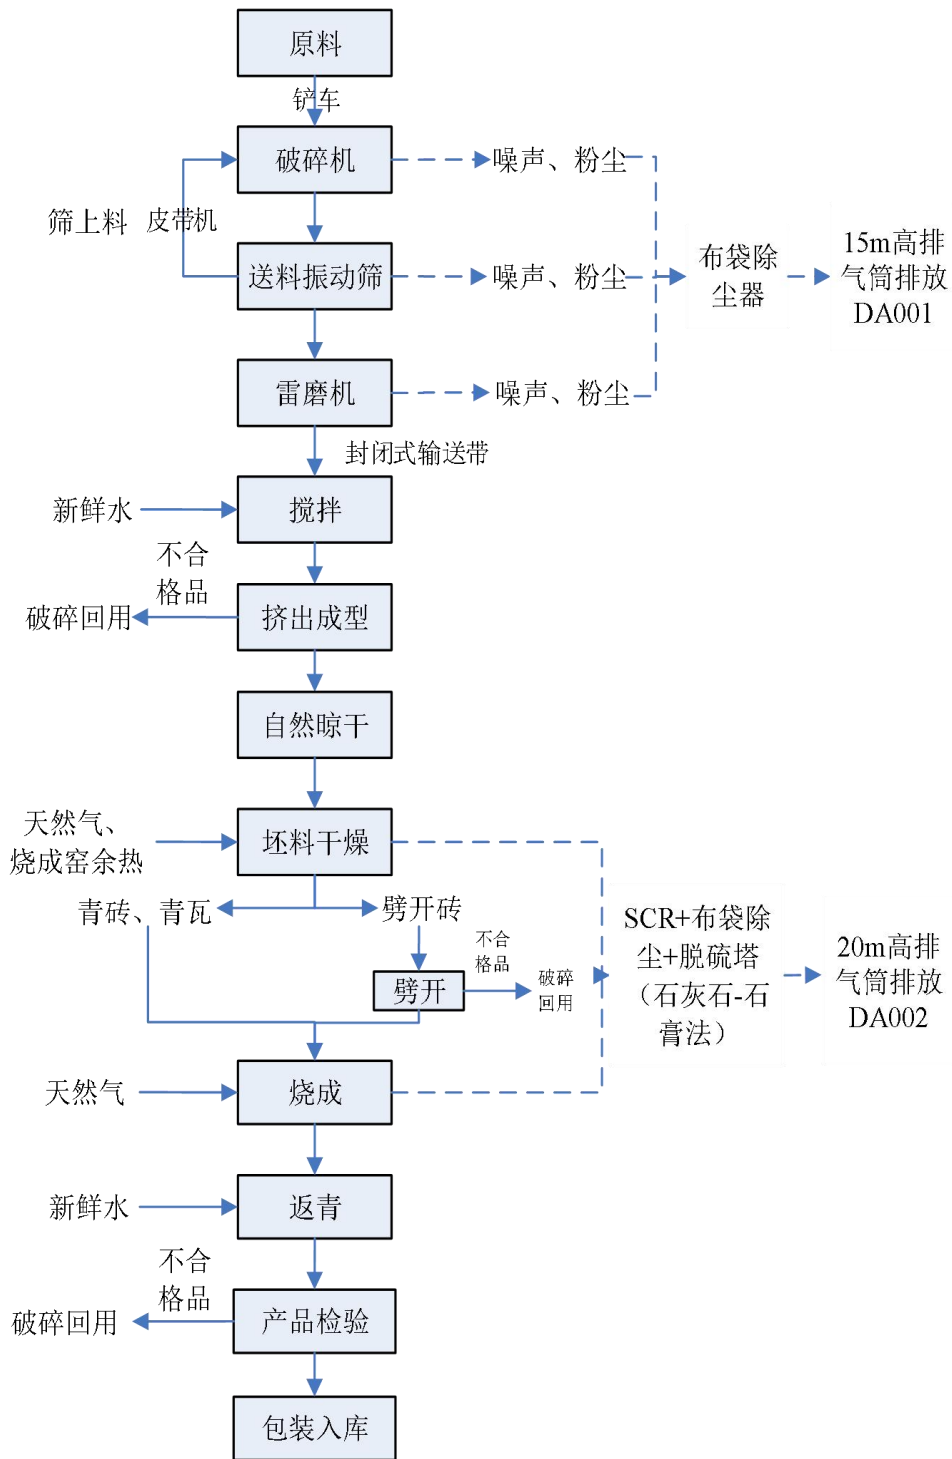 原料
铲车
破碎机
噪声、粉尘
筛上料
皮带机
送料振动筛
噪声、粉尘
布袋除
尘器
15m高排
气筒排放
DA001
雷磨机
噪声、粉尘
封闭式输送带
新鲜水
搅拌
不合
格品
破碎回用
挤出成型
自然晾干
天然气、
烧成窑余热
坯料干燥
青砖、青瓦
劈开砖
不合
格品
劈开
破碎
回用
SCR+布袋除
尘+脱硫塔
（石灰石-石
膏法）
20m高排
气筒排放
DA002
天然气
烧成
新鲜水
返青
不合
格品
破碎回用
产品检验
包装入库